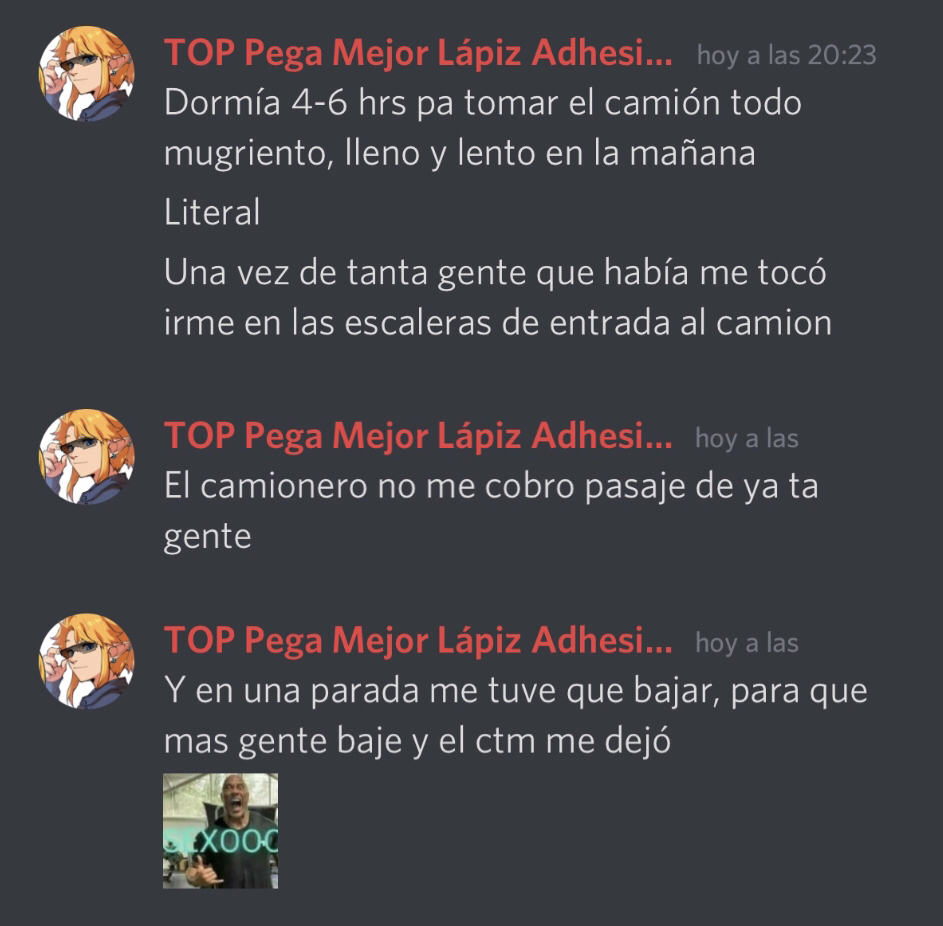 TOP Pega Mejor Lápiz Adhesi... hoy a las 20:23
Dormía 4-6 hrs pa tomar el camión todo
mugriento, lleno y lento en la mañana
Literal
Una vez de tanta gente que había me tocó
irme en las escaleras de entrada al camion
TOP Pega Mejor Lápiz Adhesi... hoy a las
El camionero no me cobro pasaje de ya ta
gente
TOP Pega Mejor Lápiz Adhesi... hoy a las
Y en una parada me tuve que bajar, para que
mas gente baje y el ctm me dejó
SEXOOO